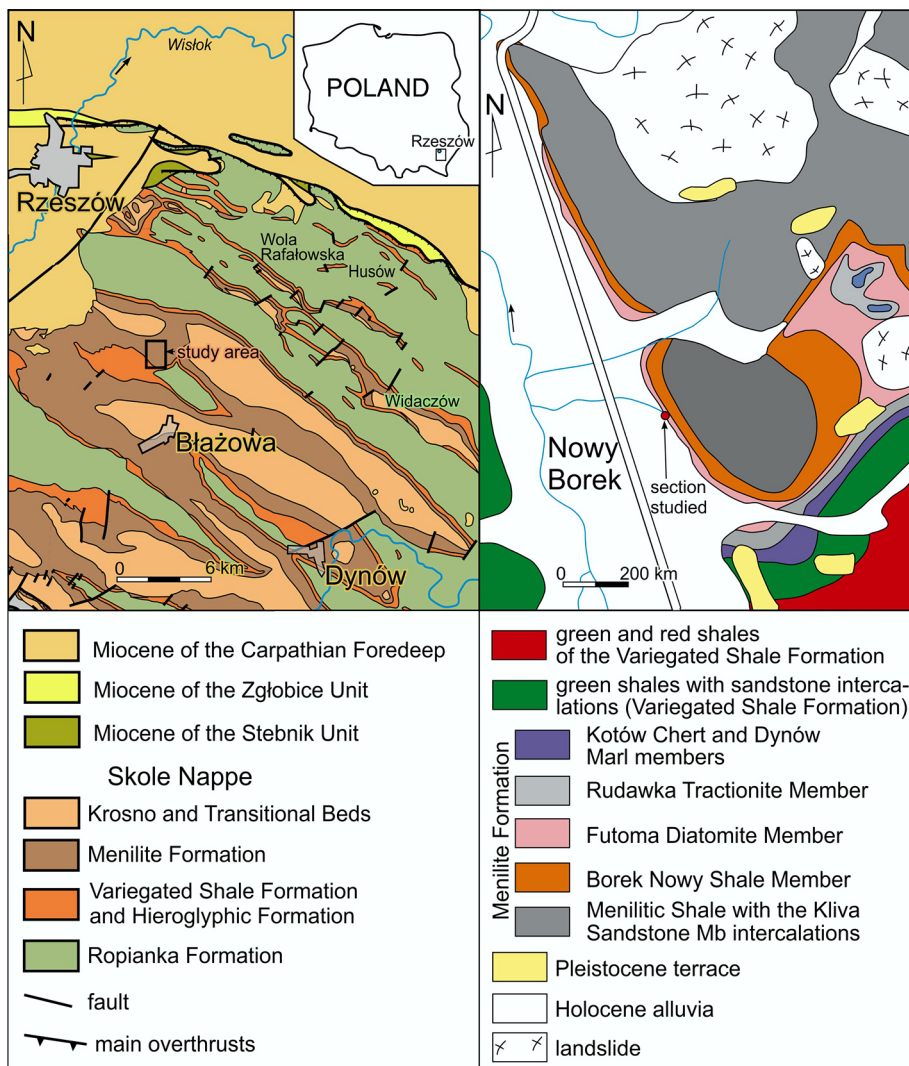 N
Wisłok
POLAND
Rzeszów
Rzeszów
Wola
Rafałowska
Husów
study area
Widaczów
Błażowa
0 6 km
Dynów
N
Nowy
Borek
section
studied
0 200 km
Miocene of the Carpathian Foredeep
Miocene of the Zgłobice Unit
Miocene of the Stebnik Unit
Skole Nappe
Krosno and Transitional Beds
Menilite Formation
Variegated Shale Formation
and Hieroglyphic Formation
Ropianka Formation
fault
main overthrusts
green and red shales
of the Variegated Shale Formation
green shales with sandstone interca-
lations (Variegated Shale Formation)
Menilite Formation
Kotów Chert and Dynów
Marl members
Rudawka Tractionite Member
Futoma Diatomite Member
Borek Nowy Shale Member
Menilitic Shale with the Kliva
Sandstone Mb intercalations
Pleistocene terrace
Holocene alluvia
landslide